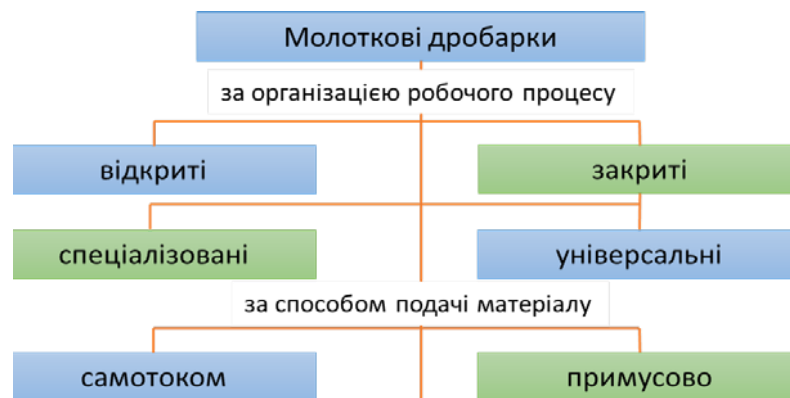 Молоткові дробарки
за організацією робочого процесу
відкриті
закриті
спеціалізовані
універсальні
за способом подачі матеріалу
самотоком
примусово